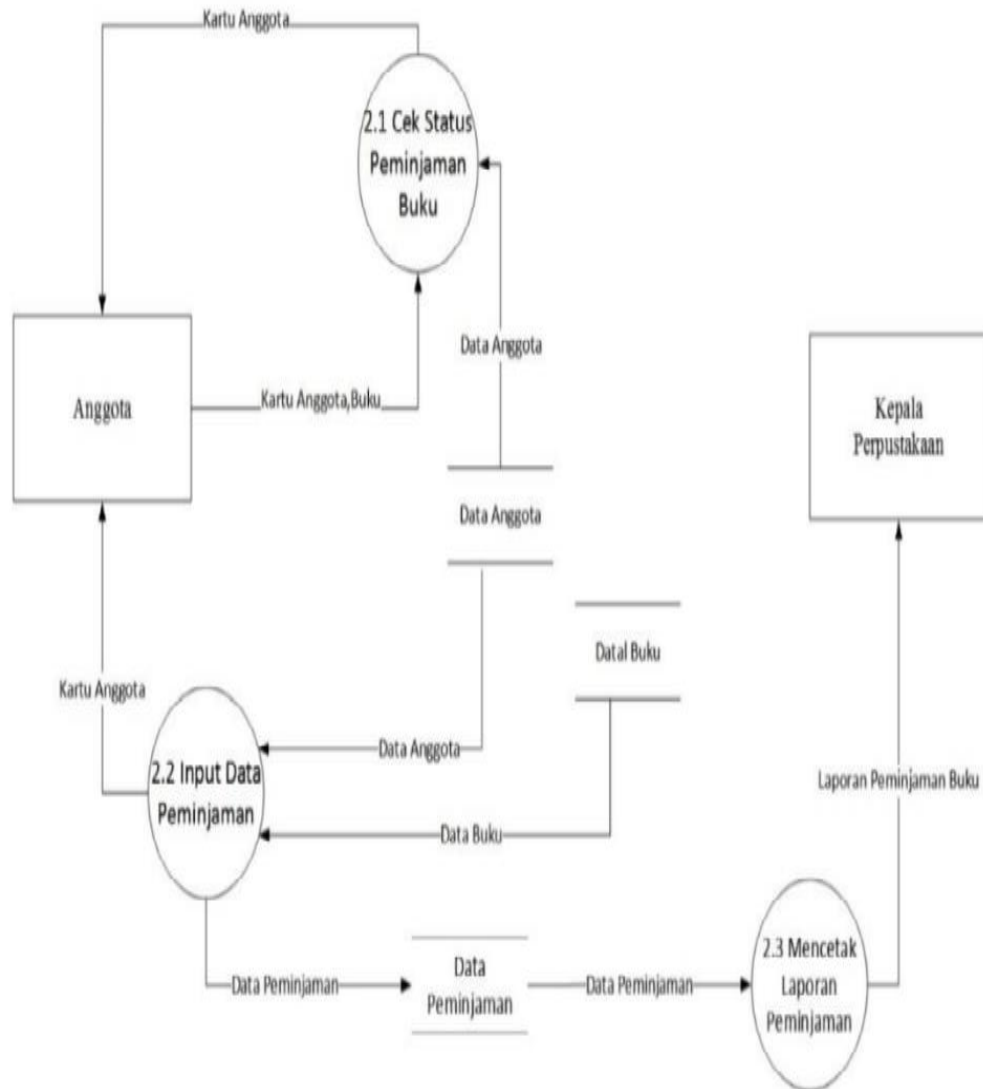 Kartu Anggota
2.1 Cek Status
Peminjaman
Buku
Data Anggota
Anggota
Kartu Anggota,Buku
Kepala
Perpustakaan
Data Anggota
Datal Buku
Kartu Anggota
Data Anggota
2.2 Input Data
Peminjaman
Laporan Peminjaman Buku
Data Buku
Data Peminjaman
Data
Peminjaman
Data Peminjaman
2.3 Mencetak
Laporan
Peminjaman